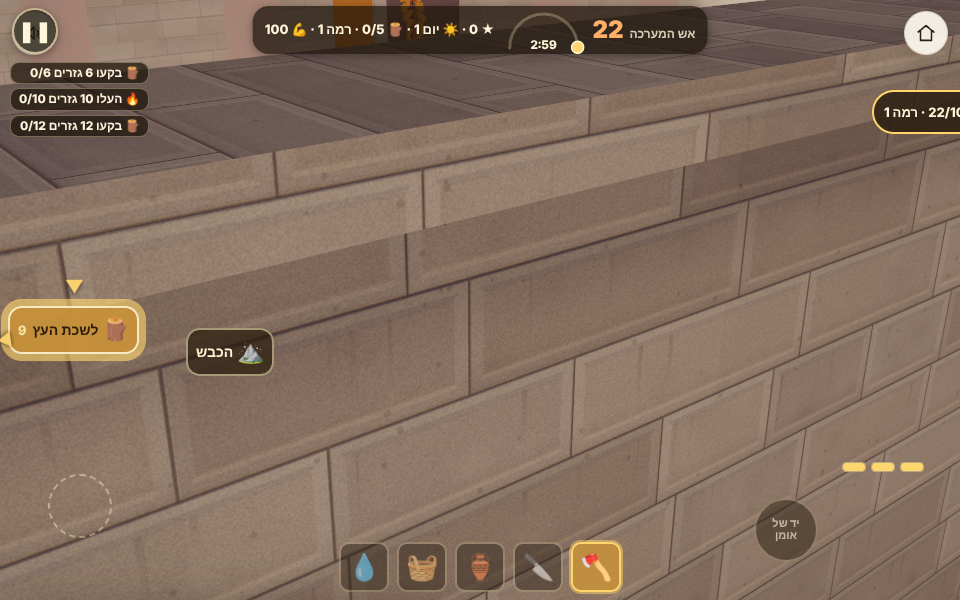 ★ 0 · ☀️ יום 1 · 🪵 0/5 · רמה 1 · 💪 100
2:59
אש המערכה 22
🪵 בקעו 6 גזרים 0/6
🔥 העלו 10 גזרים 0/10
🪵 בקעו 12 גזרים 0/12
22/10 · רמה 1
🪵 לשכת העץ 9
⛰️ הכבש
יד של
אומן